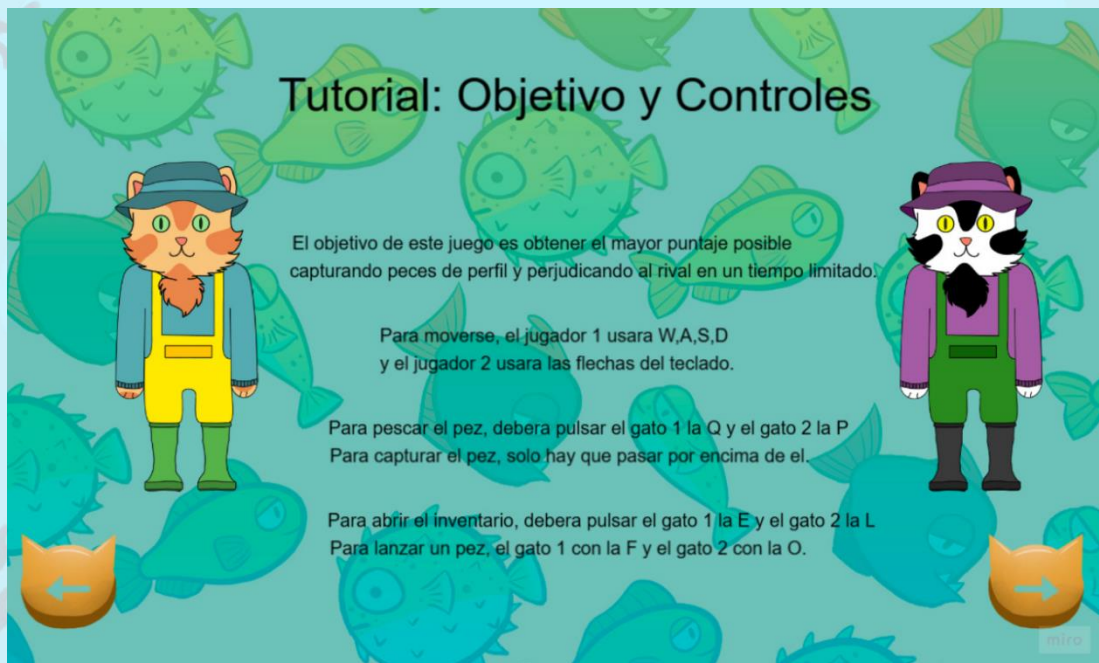 Tutorial: Objetivo y Controles
El objetivo de este juego es obtener el mayor puntaje posible
capturando peces de perfil y perjudicando al rival en un tiempo limitado.
Para moverse, el jugador 1 usara W,A,S,D
y el jugador 2 usara las flechas del teclado.
Para pescar el pez, debera pulsar el gato 1 la Q y el gato 2 la P
Para capturar el pez, solo hay que pasar por encima de el.
Para abrir el inventario, debera pulsar el gato 1 la E y el gato 2 la L
Para lanzar un pez, el gato 1 con la F y el gato 2 con la O.
miro